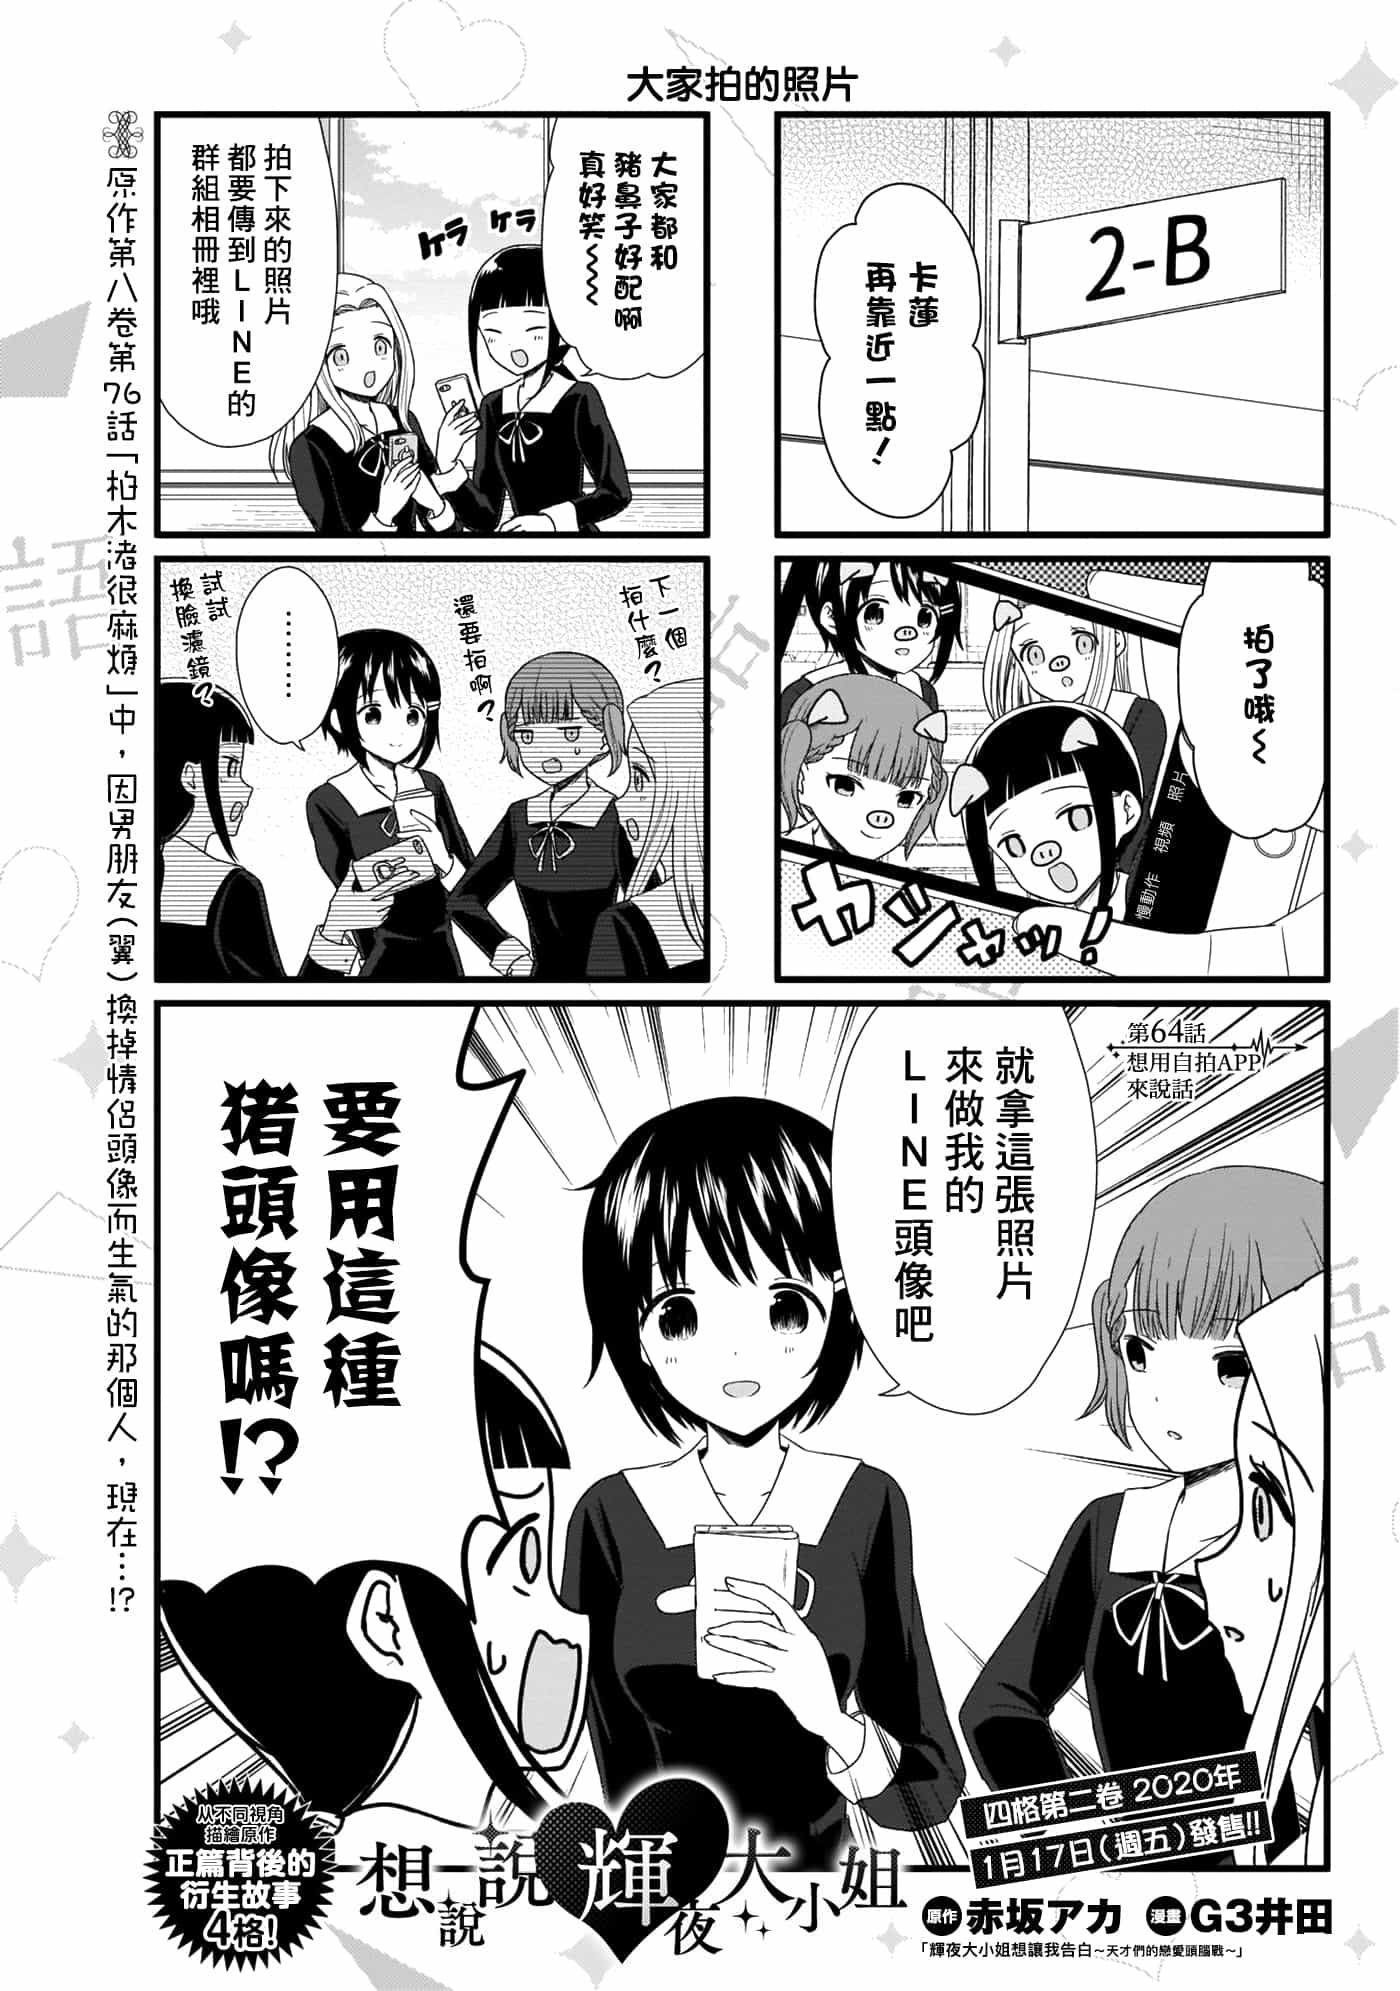 大家拍的照片
2-B
卡蓮
再靠近一點！
拍了哦～
照片
視頻
慢動作
カシャッ！
大家都和
豬鼻子好配啊
真好笑～～～
ケラ
ケラ
拍下來的照片
都要傳到LINE的
群組相冊裡哦
下一個
拍什麼？
還要拍啊？
………
試試
換臉濾鏡？
第64話
想用自拍APP
來說話
就拿這張照片
來做我的
LINE頭像吧
要用這種
猪頭像嗎!?
原作第八卷第76話「柏木渚很麻煩」中，因男朋友(翼)換掉情侶頭像而生氣的那個人，現在…!?
从不同視角
描繪原作
正篇背後的
衍生故事
4格!
想說說輝夜大小姐
四格第二卷 2020年
1月17日(週五)發售!!
原作 赤坂アカ 漫畫 G3井田
「輝夜大小姐想讓我告白～天才們的戀愛頭腦戰～」